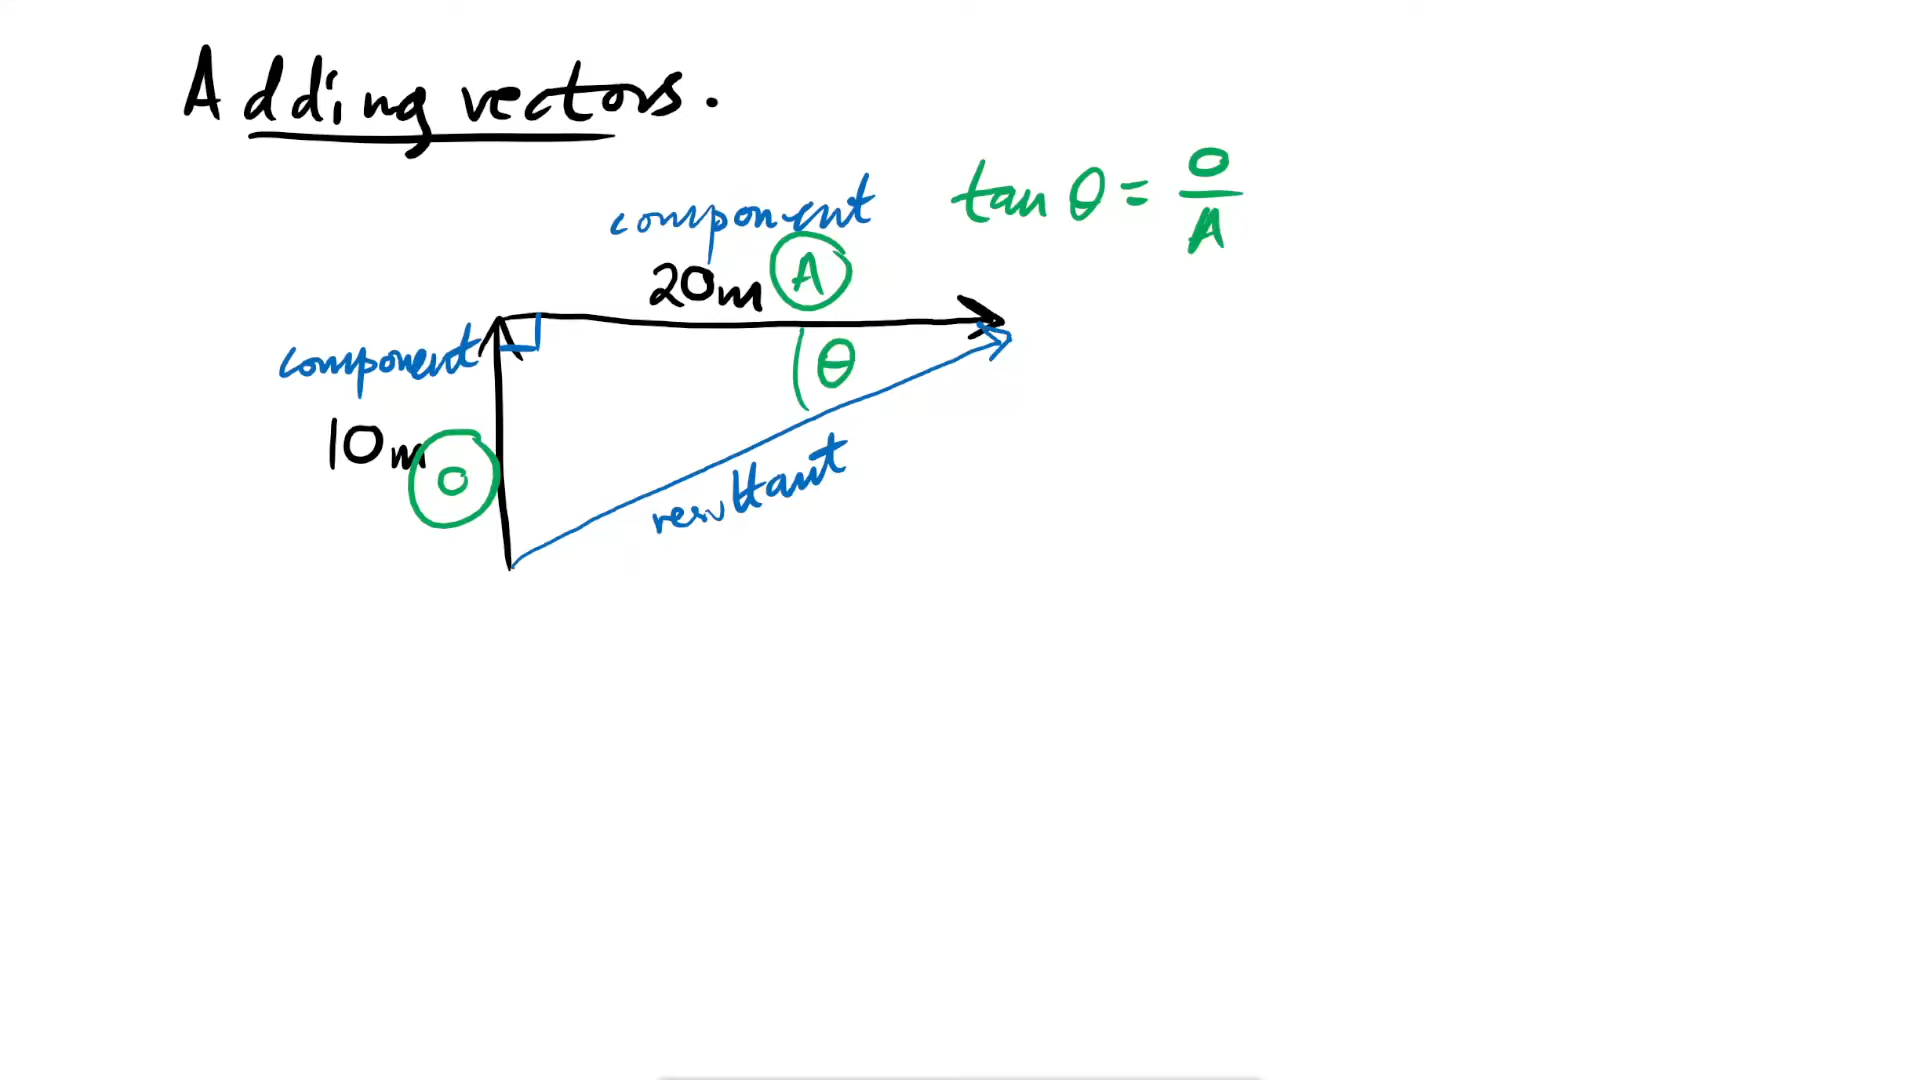 Adding vectors.
tan θ = O/A
component
20m A
component
θ
10m O
resultant